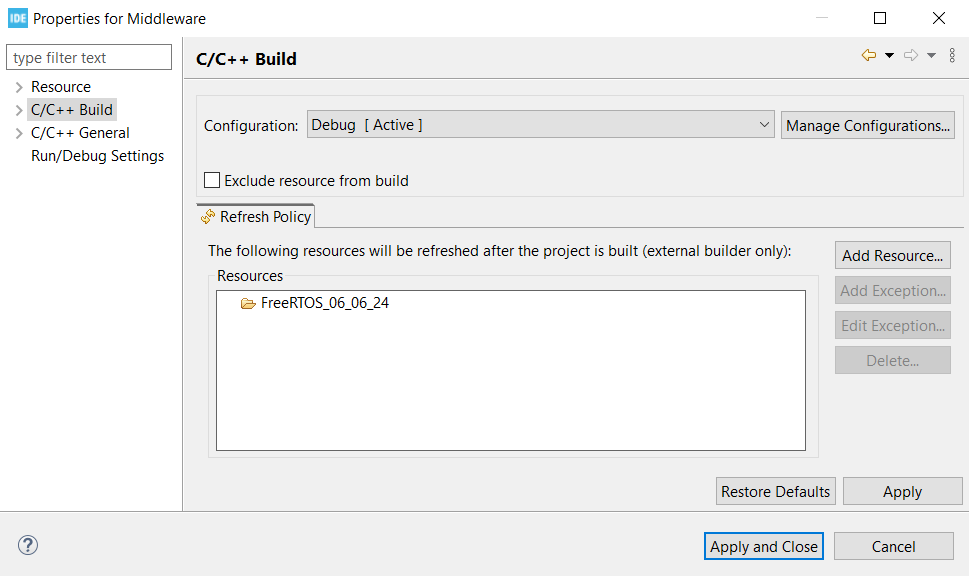 IDE Properties for Middleware
type filter text
Resource
C/C++ Build
C/C++ General
Run/Debug Settings
C/C++ Build
Configuration: Debug [ Active ] Manage Configurations...
Exclude resource from build
Refresh Policy
The following resources will be refreshed after the project is built (external builder only):
Resources
FreeRTOS_06_06_24
Add Resource...
Add Exception...
Edit Exception...
Delete...
Restore Defaults Apply
? Apply and Close Cancel